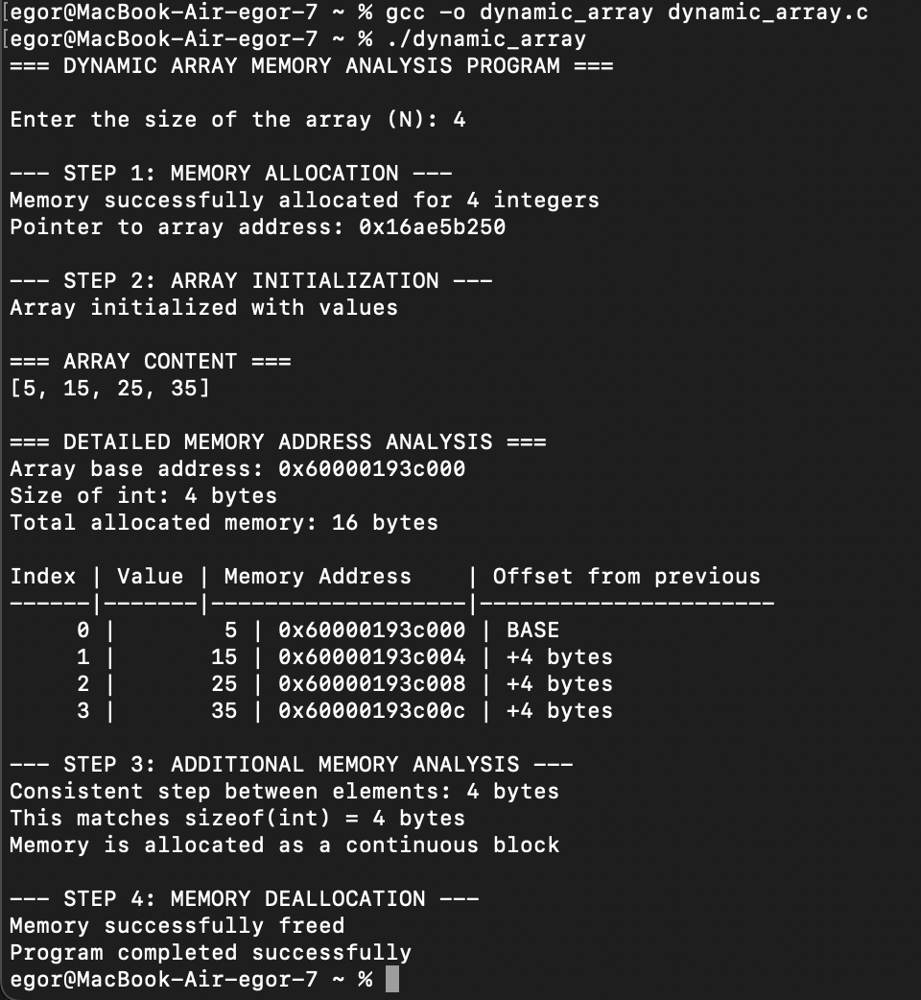 [egor@MacBook-Air-egor-7 ~ % gcc -o dynamic_array dynamic_array.c
[egor@MacBook-Air-egor-7 ~ % ./dynamic_array
=== DYNAMIC ARRAY MEMORY ANALYSIS PROGRAM ===

Enter the size of the array (N): 4

--- STEP 1: MEMORY ALLOCATION ---
Memory successfully allocated for 4 integers
Pointer to array address: 0x16ae5b250

--- STEP 2: ARRAY INITIALIZATION ---
Array initialized with values

=== ARRAY CONTENT ===
[5, 15, 25, 35]

=== DETAILED MEMORY ADDRESS ANALYSIS ===
Array base address: 0x60000193c000
Size of int: 4 bytes
Total allocated memory: 16 bytes

Index | Value | Memory Address    | Offset from previous
------|-------|-------------------|----------------------
     0 |        5 | 0x60000193c000 | BASE
     1 |       15 | 0x60000193c004 | +4 bytes
     2 |       25 | 0x60000193c008 | +4 bytes
     3 |       35 | 0x60000193c00c | +4 bytes

--- STEP 3: ADDITIONAL MEMORY ANALYSIS ---
Consistent step between elements: 4 bytes
This matches sizeof(int) = 4 bytes
Memory is allocated as a continuous block

--- STEP 4: MEMORY DEALLOCATION ---
Memory successfully freed
Program completed successfully
egor@MacBook-Air-egor-7 ~ %